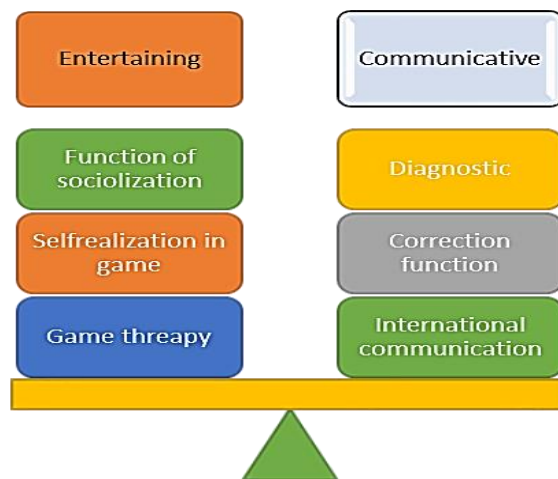 Entertaining
Communicative
Function of
sociolization
Diagnostic
Selfrealization in
game
Correction
function
Game threapy
International
communication